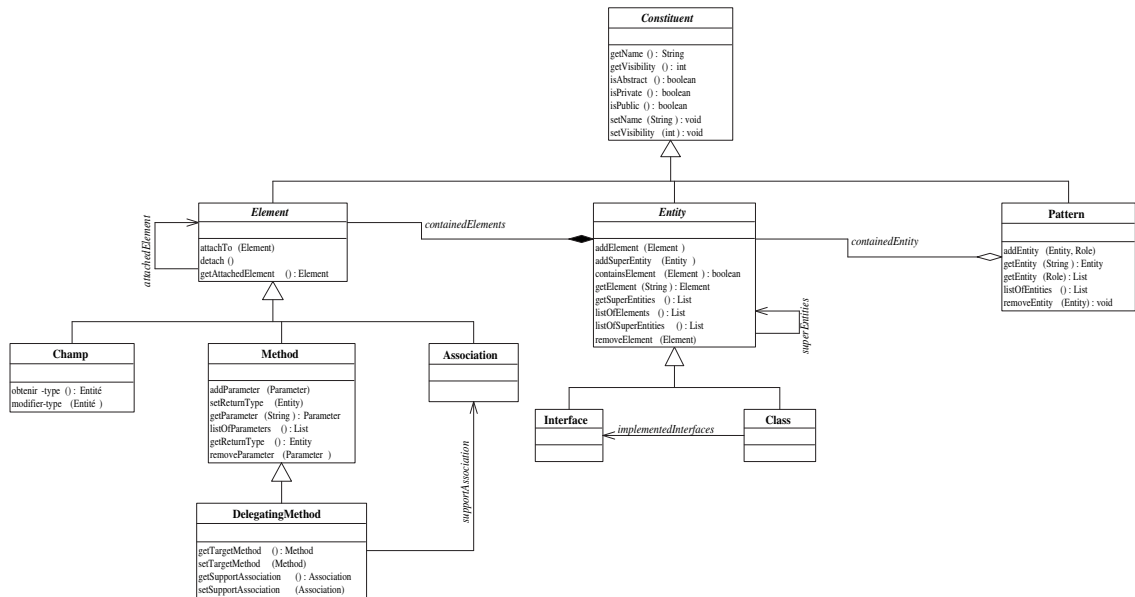 Constituent
getName () : String
getVisibility () : int
isAbstract () : boolean
isPrivate () : boolean
isPublic () : boolean
setName (String ) : void
setVisibility (int ) : void
Element
attachTo (Element)
detach ()
getAttachedElement () : Element
attachedElement
containedElements
Entity
addElement (Element )
addSuperEntity (Entity )
containsElement (Element ) : boolean
getElement (String ) : Element
getSuperEntities () : List
listOfElements () : List
listOfSuperEntities () : List
removeElement (Element)
superEntities
containedEntity
Pattern
addEntity (Entity, Role)
getEntity (String ) : Entity
getEntity (Role) : List
listOfEntities () : List
removeEntity (Entity) : void
Champ
obtenir -type () : Entité
modifier-type (Entité )
Method
addParameter (Parameter)
setReturnType (Entity)
getParameter (String ) : Parameter
listOfParameters () : List
getReturnType () : Entity
removeParameter (Parameter )
Association
supportAssociation
Interface
implementedInterfaces
Class
DelegatingMethod
getTargetMethod () : Method
setTargetMethod (Method)
getSupportAssociation () : Association
setSupportAssociation (Association)